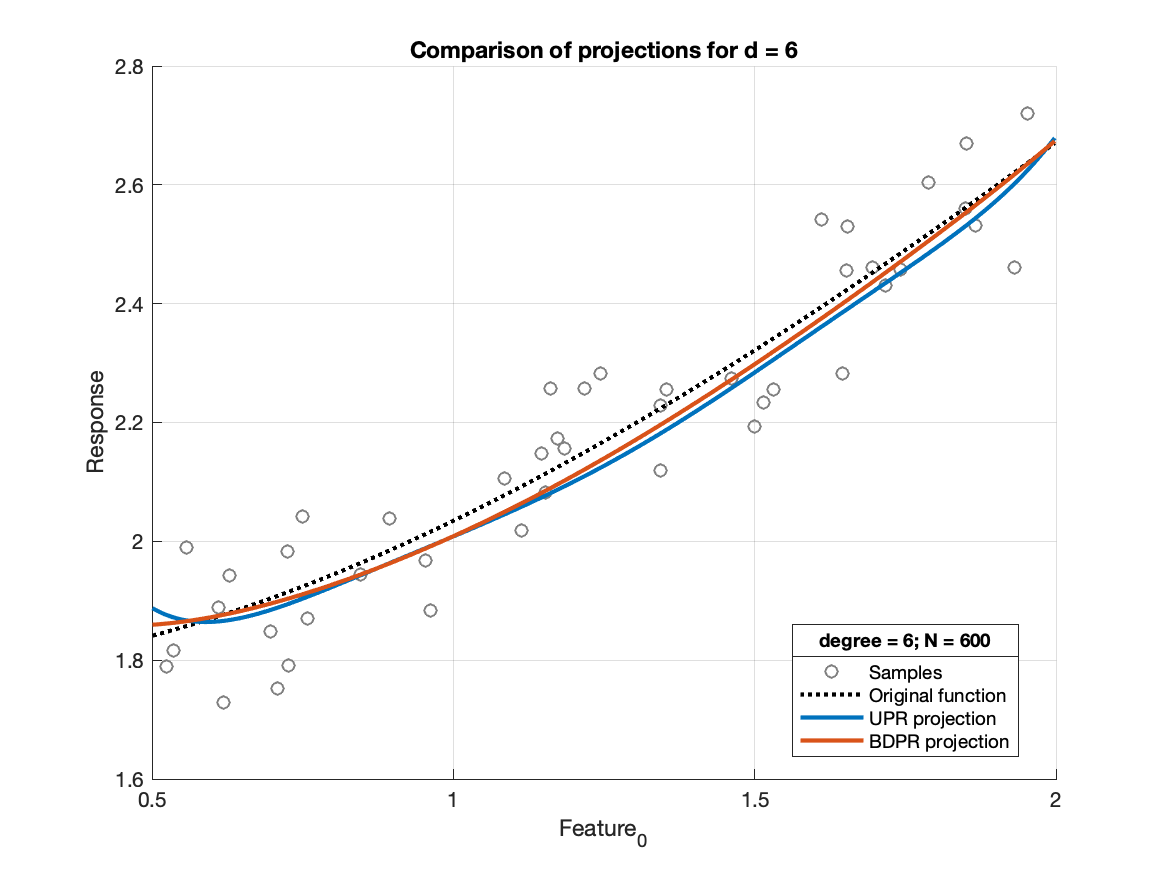 Comparison of projections for d = 6
2.8
2.6
2.4
2.2
2
1.8
1.6
Response
0.5
1
1.5
2
Feature_0
degree = 6; N = 600
Samples
Original function
UPR projection
BDPR projection